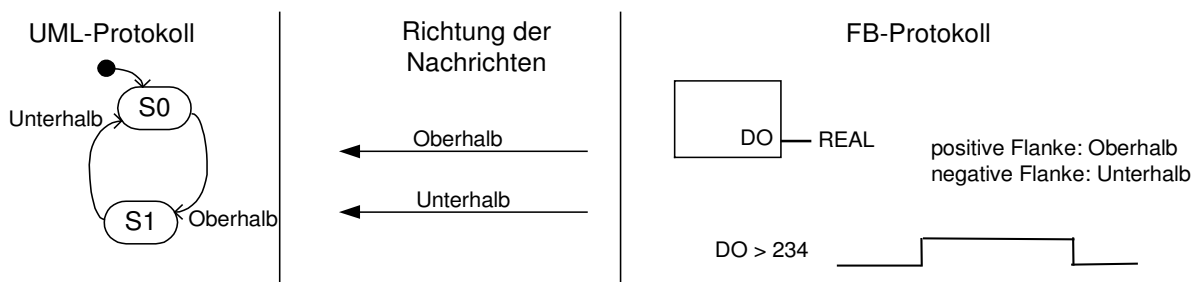 UML-Protokoll
S0
Unterhalb
S1
Oberhalb
Richtung der
Nachrichten
Oberhalb
Unterhalb
FB-Protokoll
DO
REAL
positive Flanke: Oberhalb
negative Flanke: Unterhalb
DO > 234